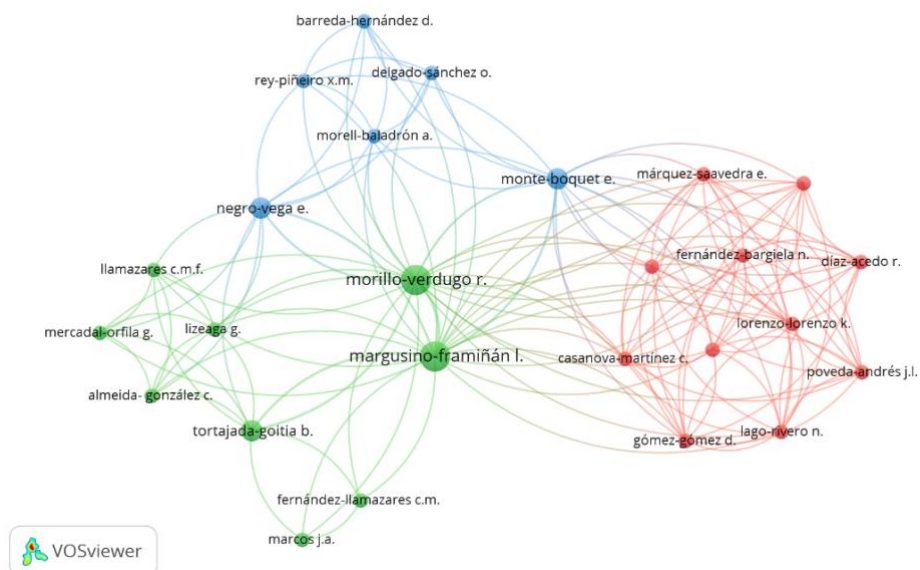 barreda-hernández d.
delgado-sánchez o.
rey-piñeiro x.m.
morell-baladrón a.
monte-boquet e.
márquez-saavedra e.
negro-vega e.
fernández-bargiela n.
díaz-acedo r.
llamazares c.m.f.
morillo-verdugo r.
lorenzo-lorenzo k.
mercadal-orfila g.
lizeaga g.
margusino-framiñán l.
casanova-martínez c.
poveda-andrés j.l.
almeida- gonzález c.
tortajada-goitia b.
gómez-gómez d.
lago-rivero n.
fernández-llamazares c.m.
marcos j.a.
VOSviewer